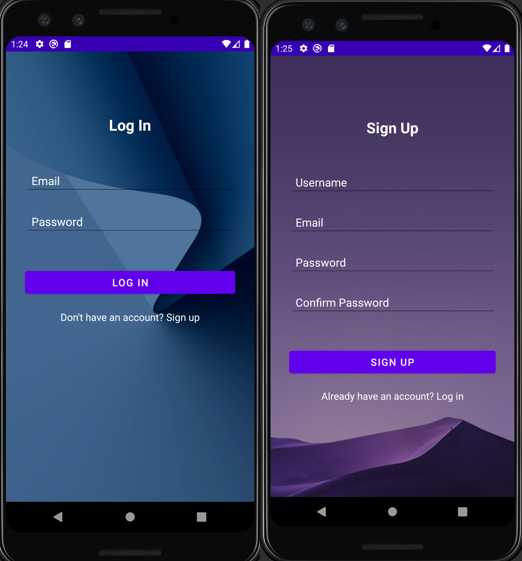 1:24
Log In
Email
Password
LOG IN
Don't have an account? Sign up
1:25
Sign Up
Username
Email
Password
Confirm Password
SIGN UP
Already have an account? Log in